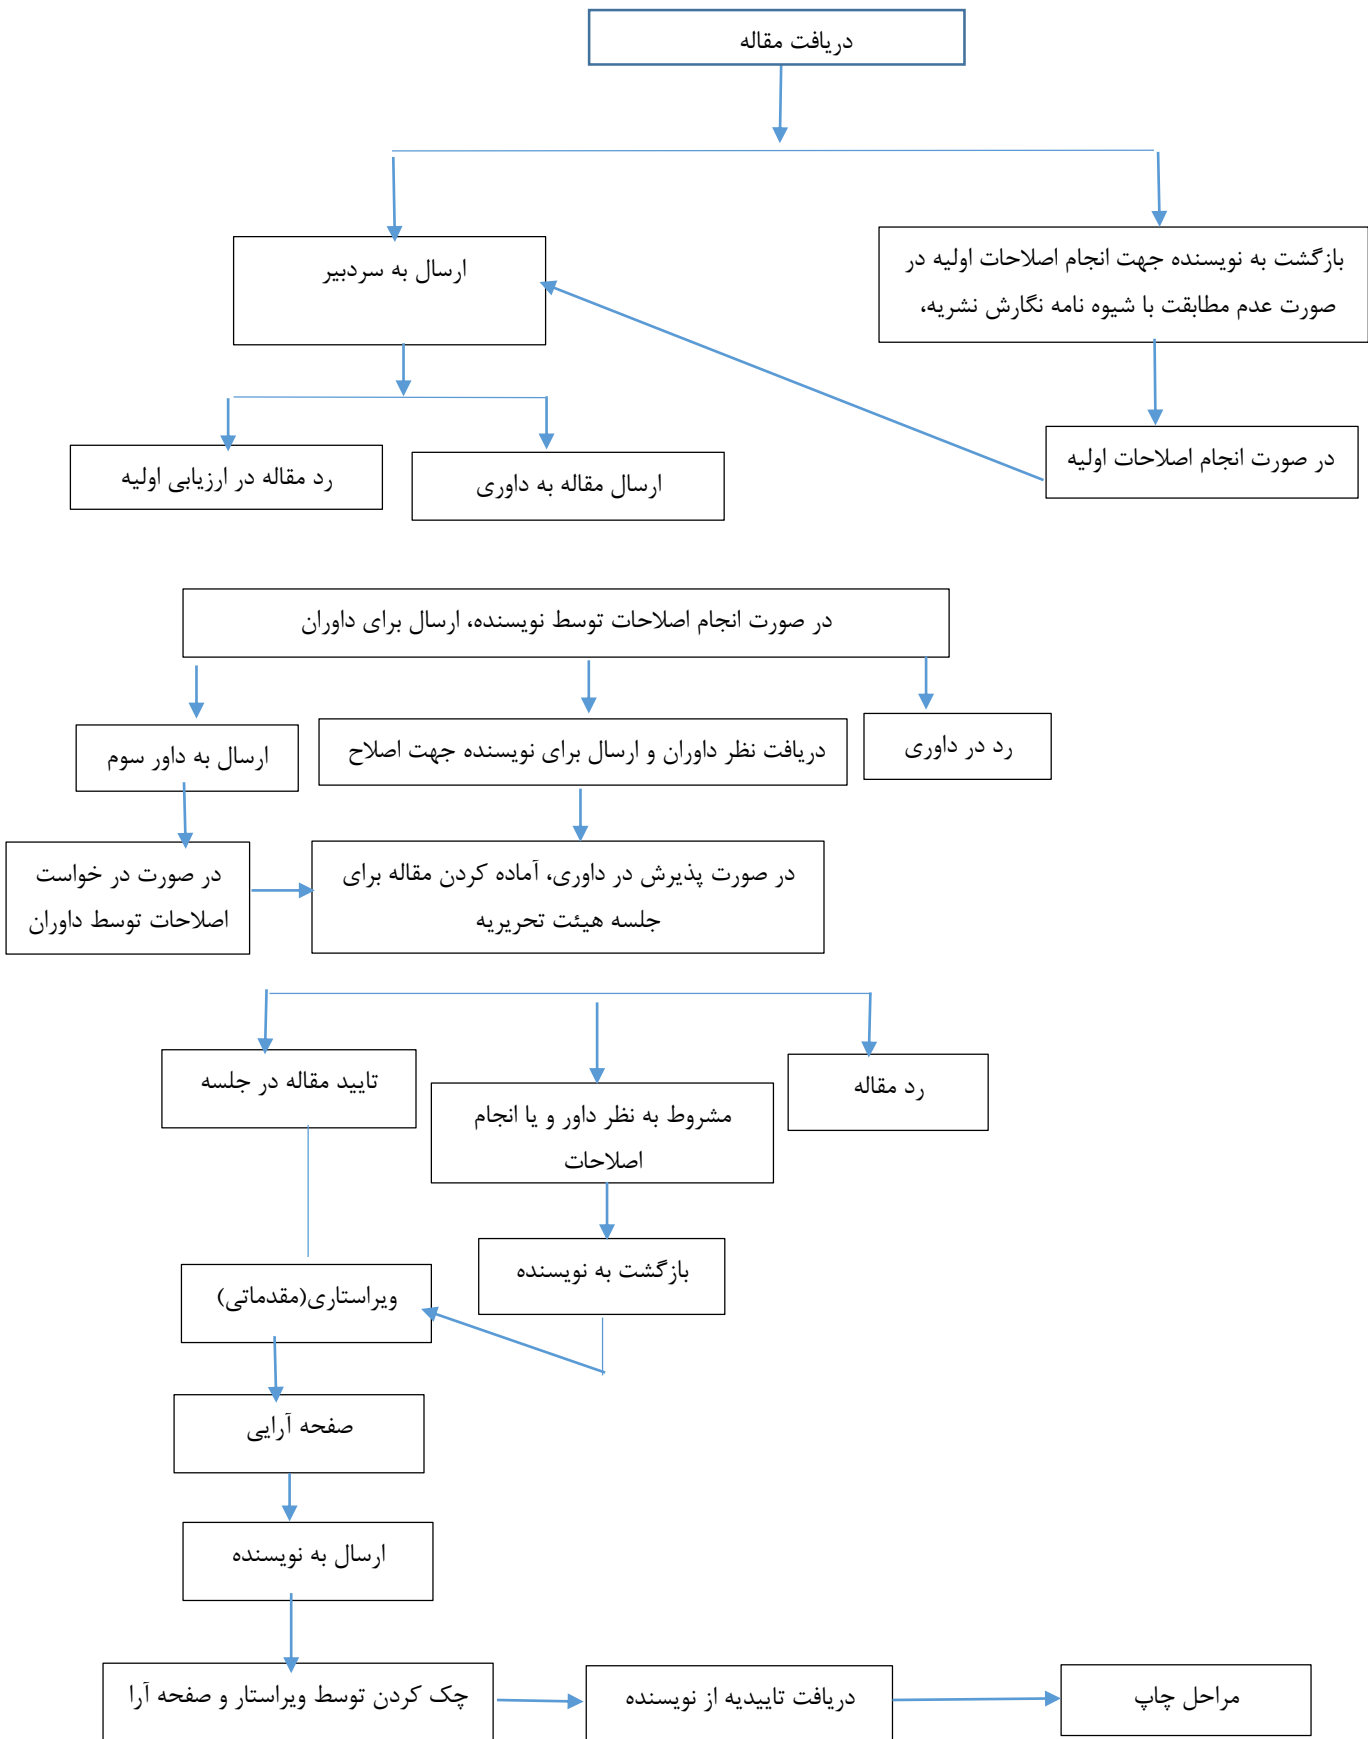 دریافت مقاله
بازگشت به نویسنده جهت انجام اصلاحات اولیه در
صورت عدم مطابقت با شیوه نامه نگارش نشریه،
ارسال به سردبیر
در صورت انجام اصلاحات اولیه
ارسال مقاله به داوری
رد مقاله در ارزیابی اولیه
در صورت انجام اصلاحات توسط نویسنده، ارسال برای داوران
رد در داوری
دریافت نظر داوران و ارسال برای نویسنده جهت اصلاح
ارسال به داور سوم
در صورت پذیرش در داوری، آماده کردن مقاله برای
جلسه هیئت تحریریه
در صورت در خواست
اصلاحات توسط داوران
رد مقاله
مشروط به نظر داور و یا انجام
اصلاحات
تایید مقاله در جلسه
بازگشت به نویسنده
ویراستاری(مقدماتی)
صفحه آرایی
ارسال به نویسنده
چک کردن توسط ویراستار و صفحه آرا
دریافت تاییدیه از نویسنده
مراحل چاپ